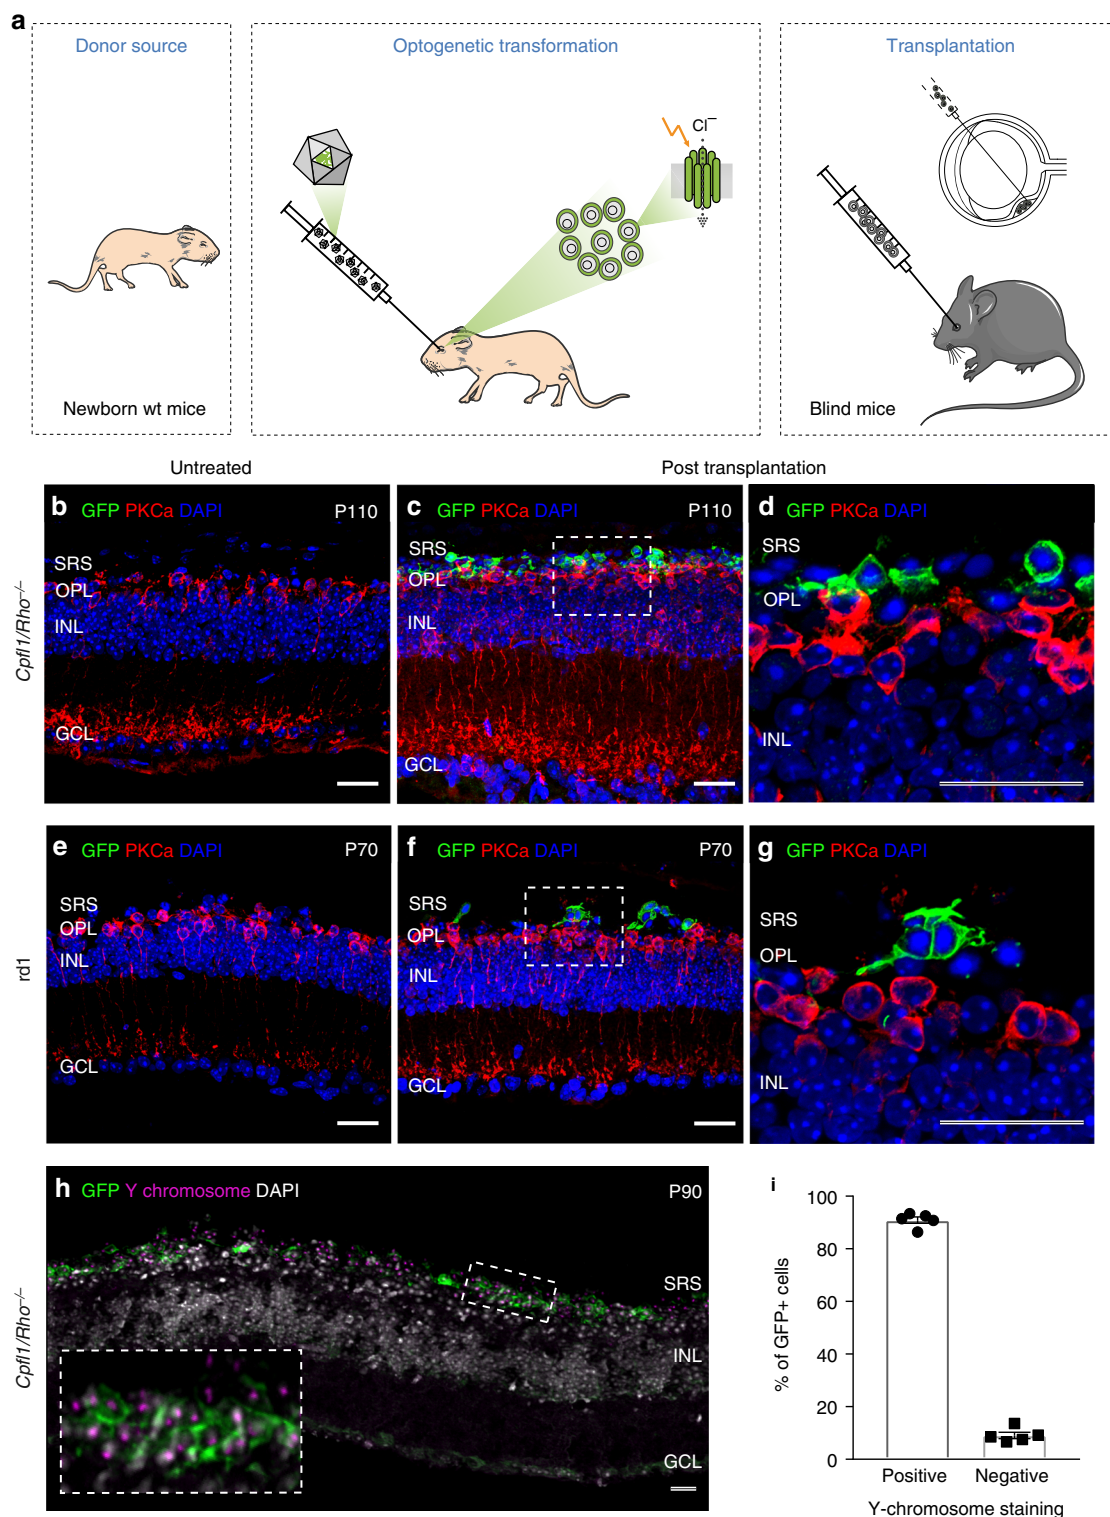 a
Donor source
Optogenetic transformation
Transplantation
Cl⁻
Newborn wt mice
Blind mice
Untreated
Post transplantation
Cpfl1/Rho⁻/⁻
b GFP PKCa DAPI P110
SRS
OPL
INL
GCL
c GFP PKCa DAPI P110
SRS
OPL
INL
GCL
d GFP PKCa DAPI
SRS
OPL
INL
rd1
e GFP PKCa DAPI P70
SRS
OPL
INL
GCL
f GFP PKCa DAPI P70
SRS
OPL
INL
GCL
g GFP PKCa DAPI
SRS
OPL
INL
Cpfl1/Rho⁻/⁻
h GFP Y chromosome DAPI P90
SRS
INL
GCL
i
% of GFP+ cells
100
80
60
40
20
0
Positive Negative
Y-chromosome staining